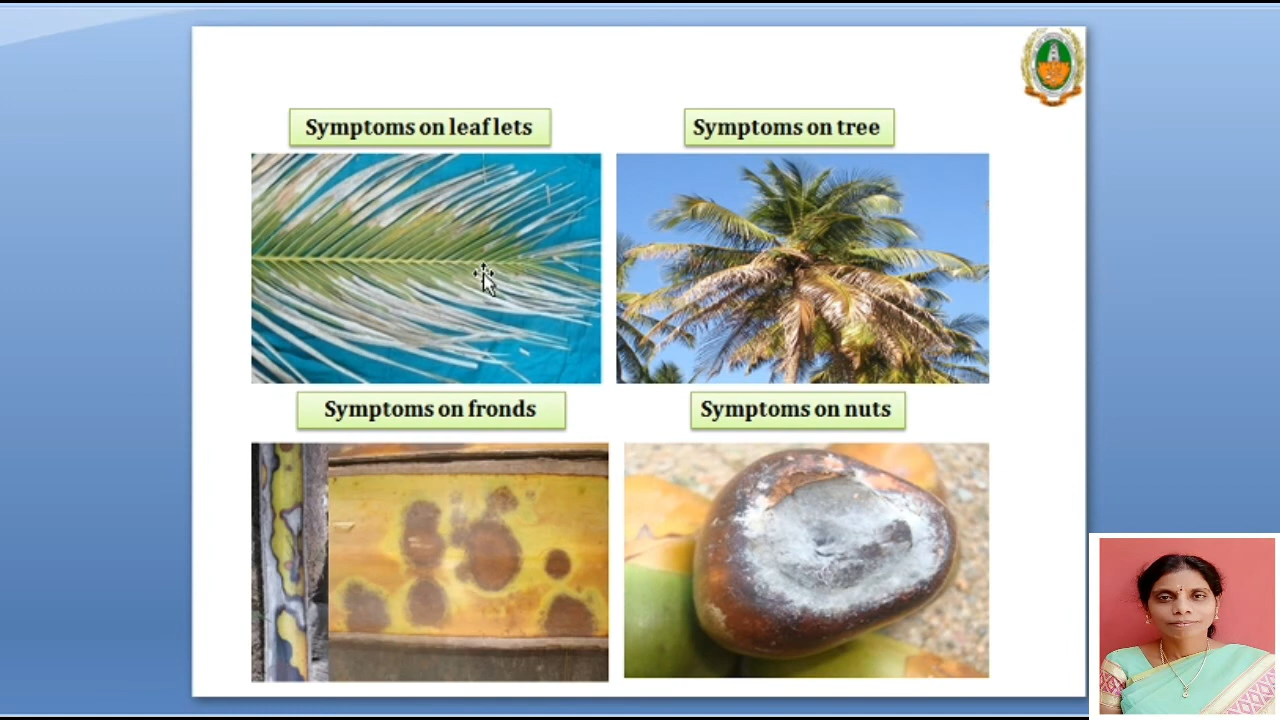 Symptoms on leaf lets
Symptoms on tree
Symptoms on fronds
Symptoms on nuts